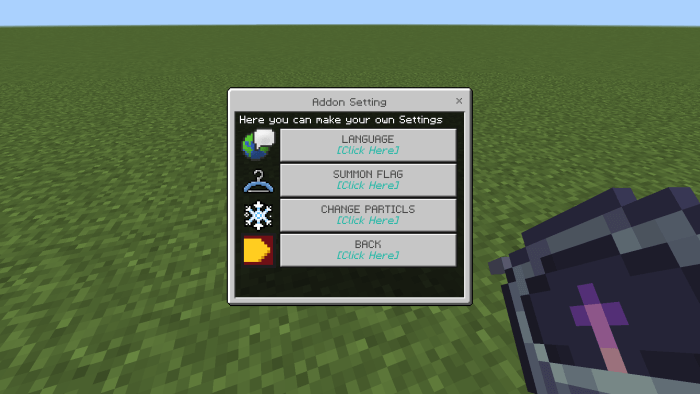 Addon Setting
Here you can make your own Settings
LANGUAGE
[Click Here]
SUMMON FLAG
[Click Here]
CHANGE PARTICLS
[Click Here]
BACK
[Click Here]